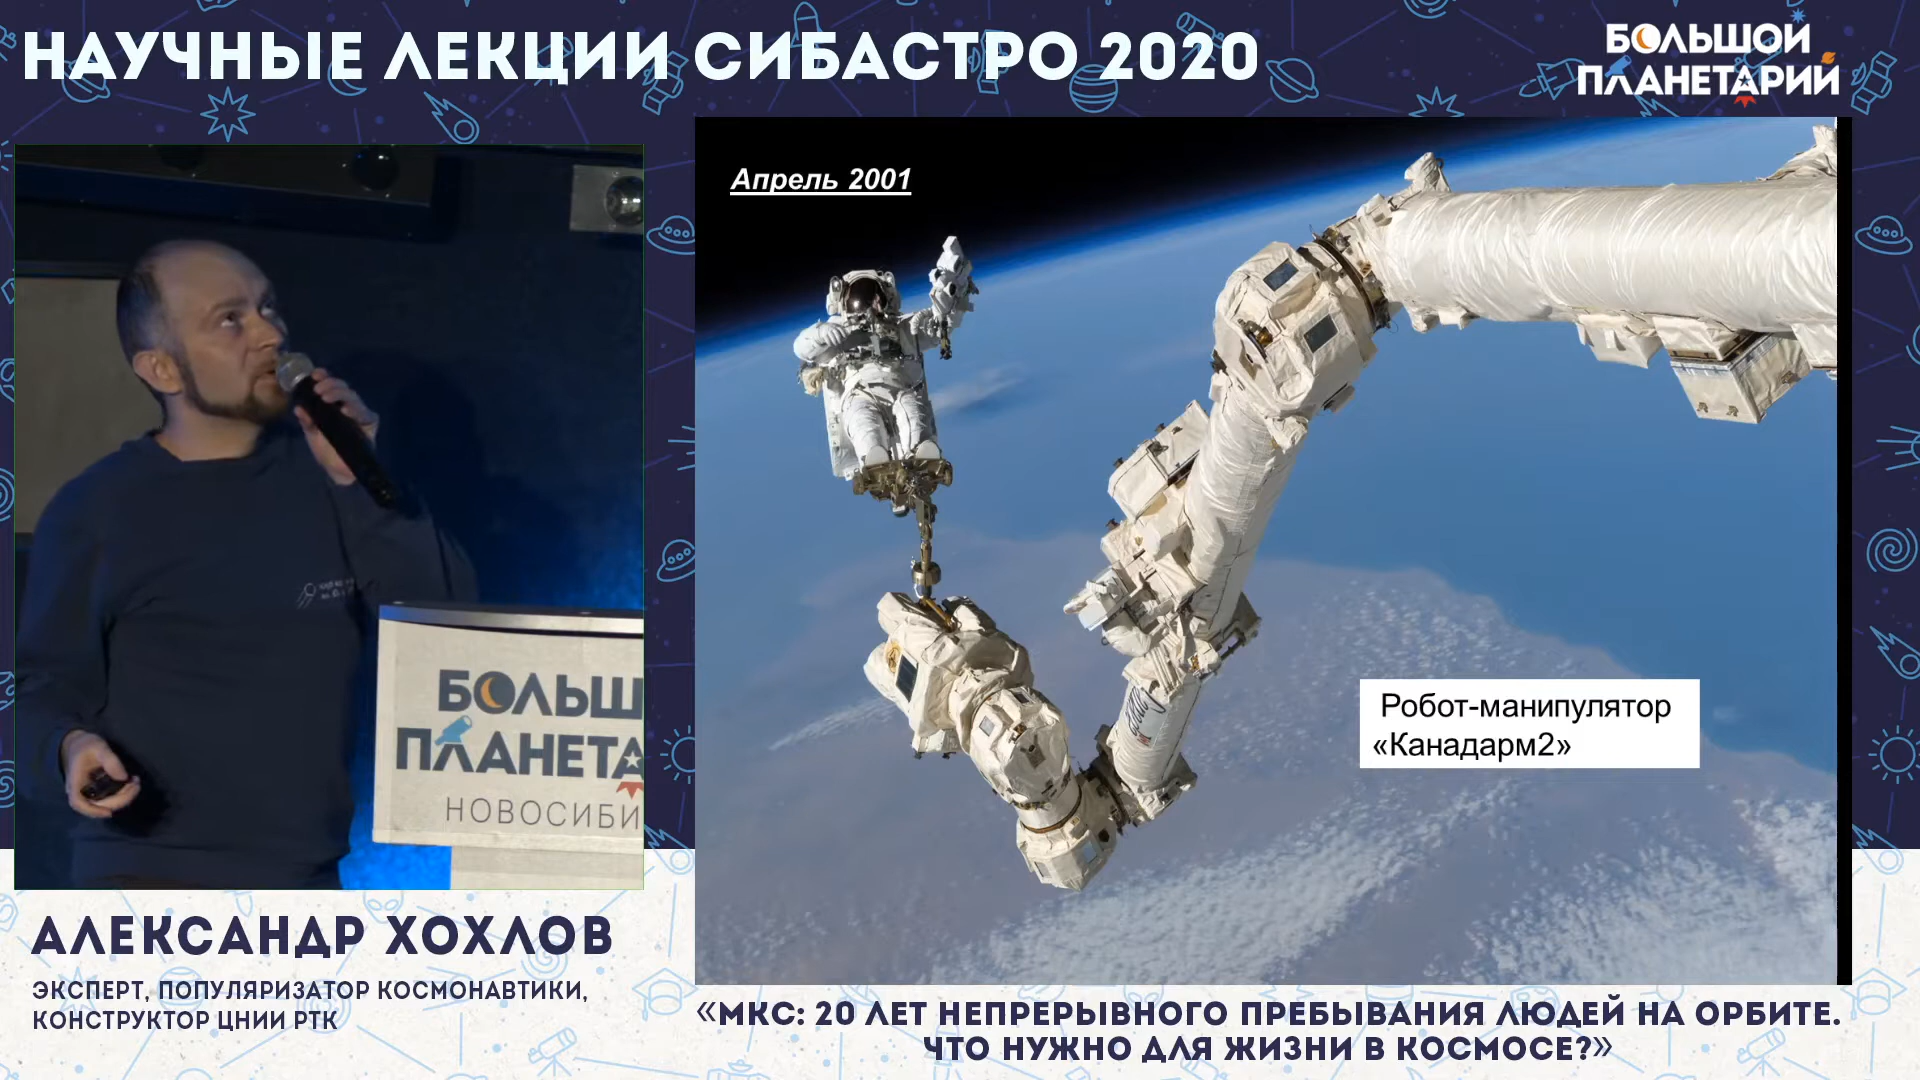 НАУЧНЫЕ ЛЕКЦИИ СИБАСТРО 2020
БОЛЬШОЙ
ПЛАНЕТАРИЙ
Апрель 2001
Робот-манипулятор
«Канадарм2»
БОЛЬШ
ПЛАНЕТА
НОВОСИБИ
АЛЕКСАНДР ХОХЛОВ
ЭКСПЕРТ, ПОПУЛЯРИЗАТОР КОСМОНАВТИКИ,
КОНСТРУКТОР ЦНИИ РТК
«МКС: 20 ЛЕТ НЕПРЕРЫВНОГО ПРЕБЫВАНИЯ ЛЮДЕЙ НА ОРБИТЕ.
ЧТО НУЖНО ДЛЯ ЖИЗНИ В КОСМОСЕ?»